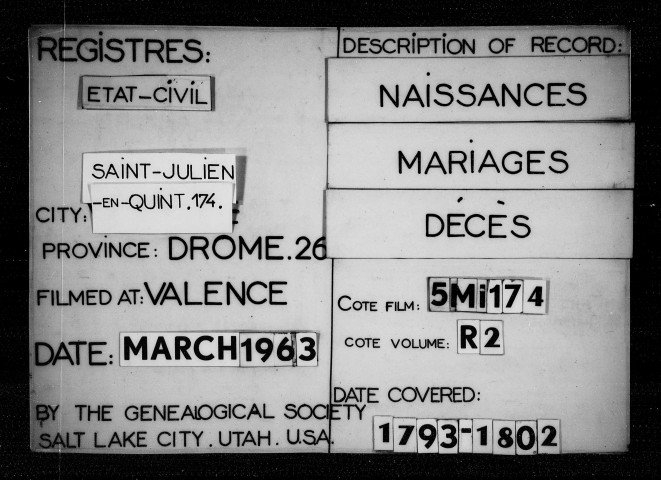 REGISTRES:
ETAT-CIVIL
SAINT-JULIEN
-EN-QUINT.174.
CITY:
PROVINCE: DROME.26
FILMED AT: VALENCE
DATE: MARCH 1963
BY THE GENEALOGICAL SOCIETY
SALT LAKE CITY. UTAH. U.S.A.
DESCRIPTION OF RECORD:
NAISSANCES
MARIAGES
DÉCÈS
COTE FILM: 5Mi174
COTE VOLUME: R2
DATE COVERED:
1793-1802